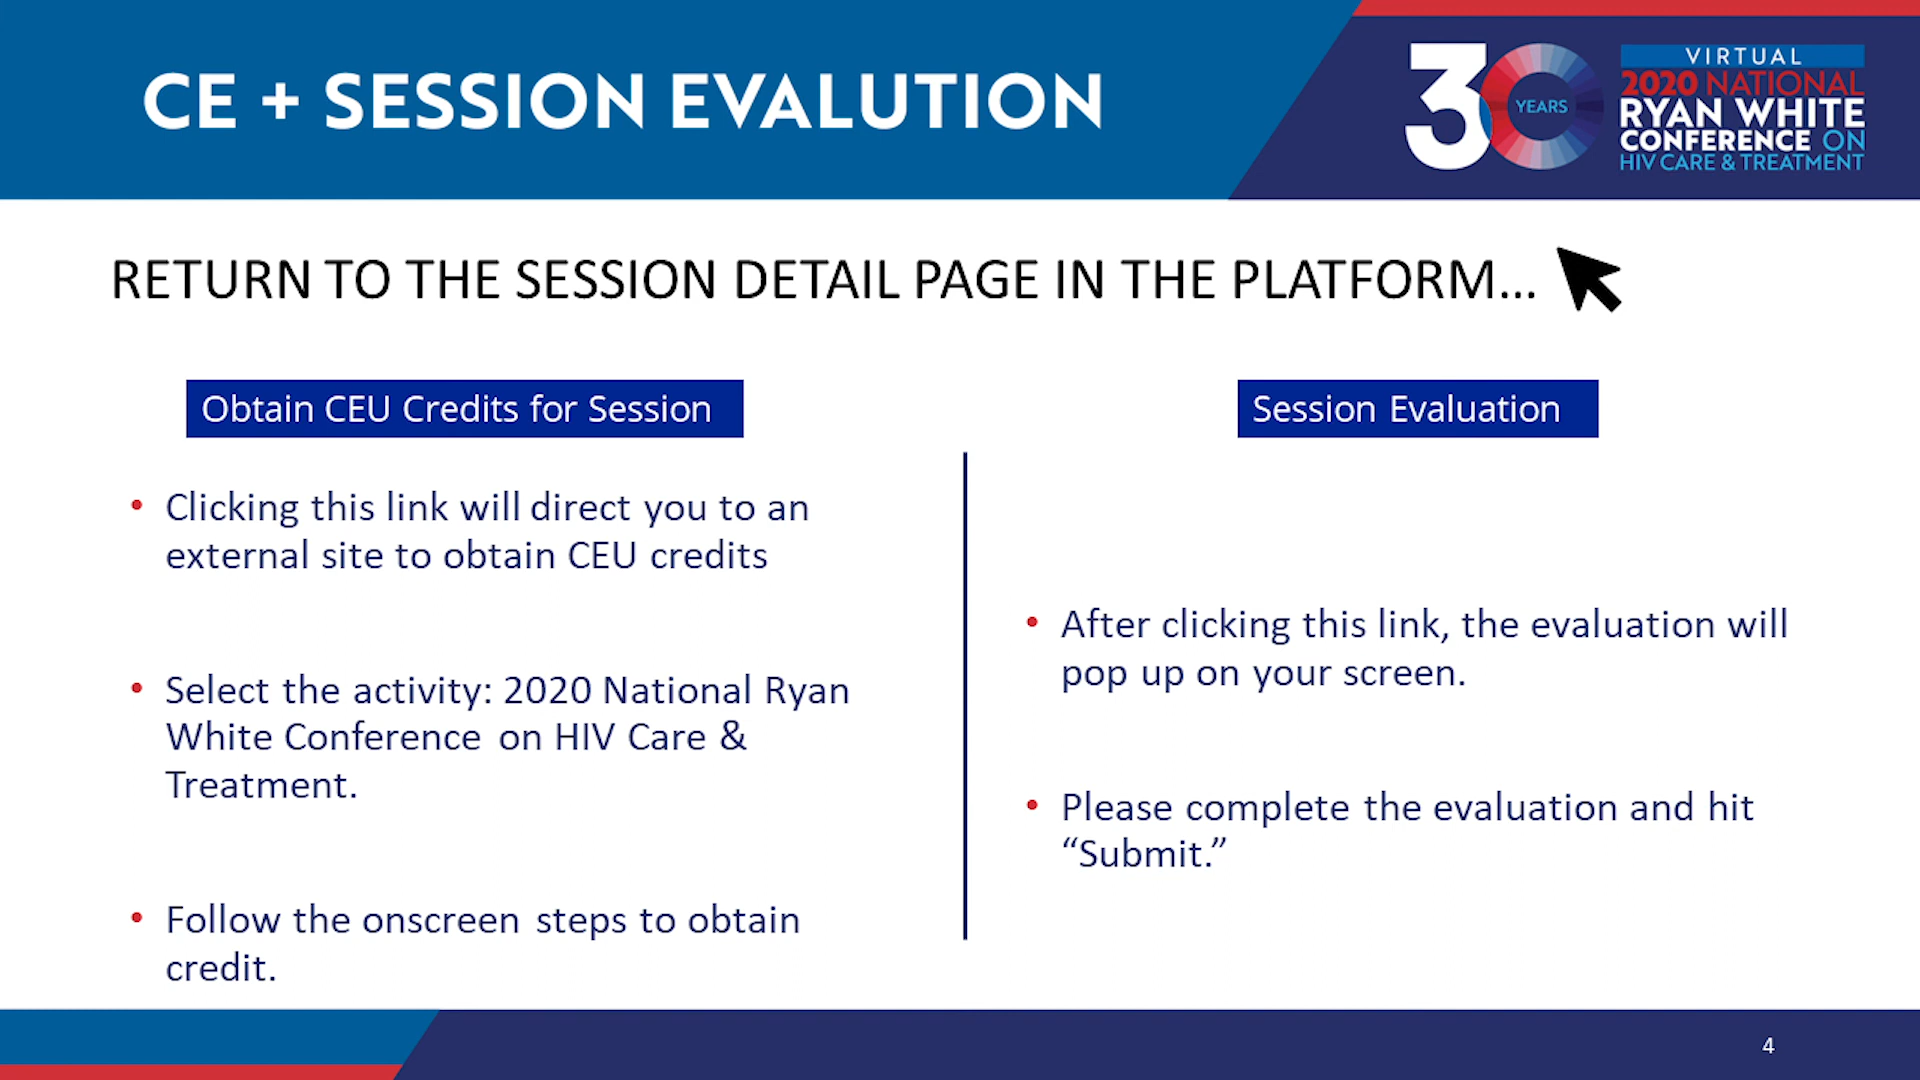 CE + SESSION EVALUTION
30 YEARS
VIRTUAL
2020 NATIONAL
RYAN WHITE
CONFERENCE ON
HIV CARE & TREATMENT
RETURN TO THE SESSION DETAIL PAGE IN THE PLATFORM...
Obtain CEU Credits for Session
• Clicking this link will direct you to an
external site to obtain CEU credits
• Select the activity: 2020 National Ryan
White Conference on HIV Care &
Treatment.
• Follow the onscreen steps to obtain
credit.
Session Evaluation
• After clicking this link, the evaluation will
pop up on your screen.
• Please complete the evaluation and hit
“Submit.”
4